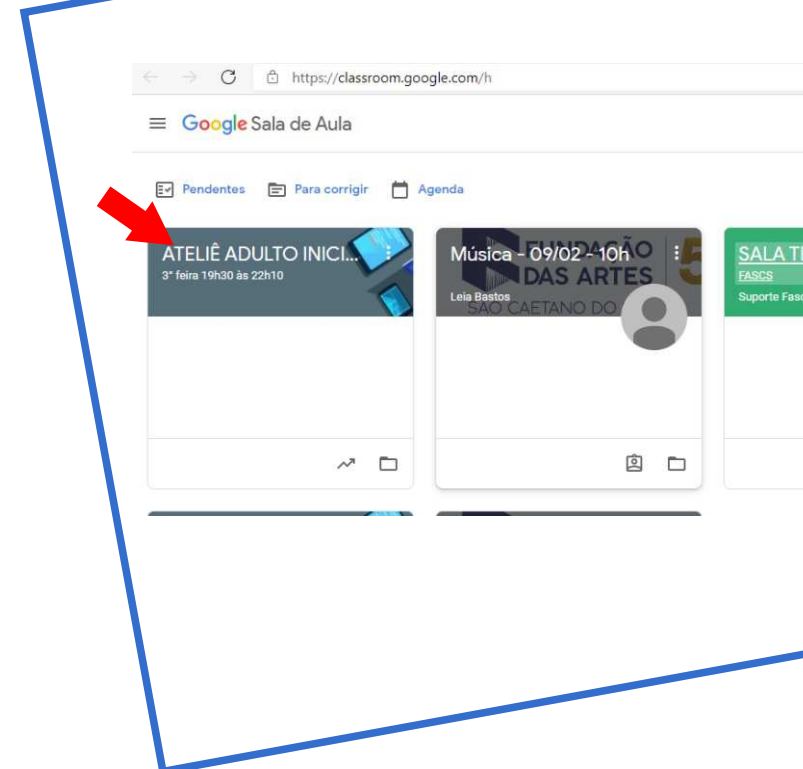 https://classroom.google.com/h
Google Sala de Aula
Pendentes
Para corrigir
Agenda
ATELIÊ ADULTO INICI...
3ª feira 19h30 às 22h10
Música - 09/02 - 10h
Leia Bastos
FUNDAÇÃO
DAS ARTES
SÃO CAETANO DO
5
SALA
FASCS
Suporte